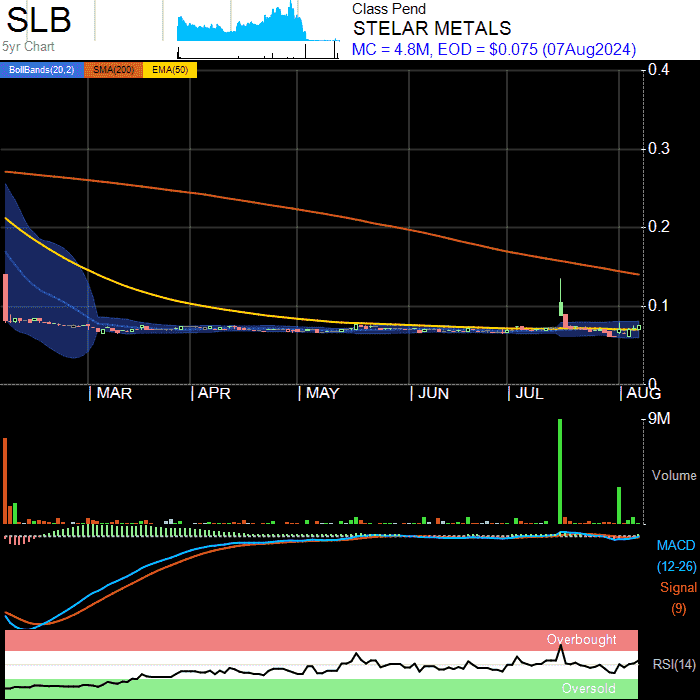 SLB
5yr Chart
Class Pend
STELAR METALS
MC = 4.8M, EOD = $0.075 (07Aug2024)
BollBands(20,2) SMA(200) EMA(50)
0.4
0.3
0.2
0.1
0
MAR APR MAY JUN JUL AUG
9M
Volume
MACD
(12-26)
Signal
(9)
Overbought
RSI(14)
Oversold